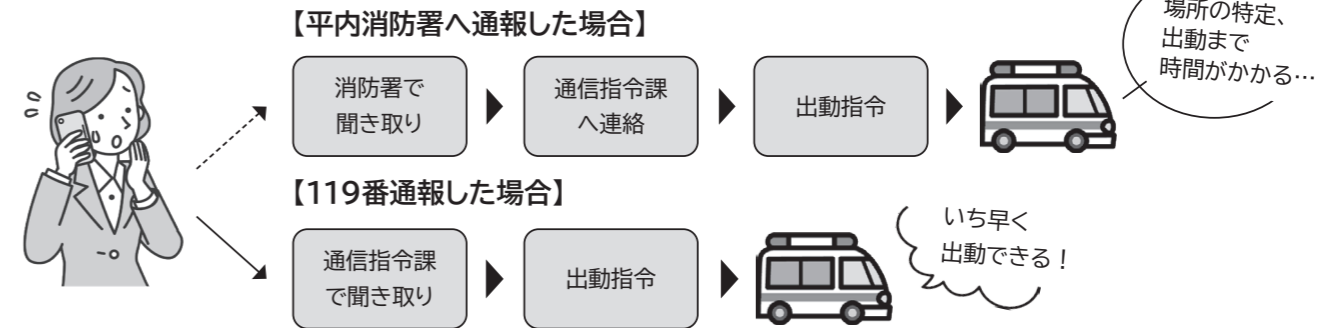 【平内消防署へ通報した場合】
消防署で
聞き取り
通信指令課
へ連絡
出動指令
場所の特定、
出動まで
時間がかかる…
【119番通報した場合】
通信指令課
で聞き取り
出動指令
いち早く
出動できる！